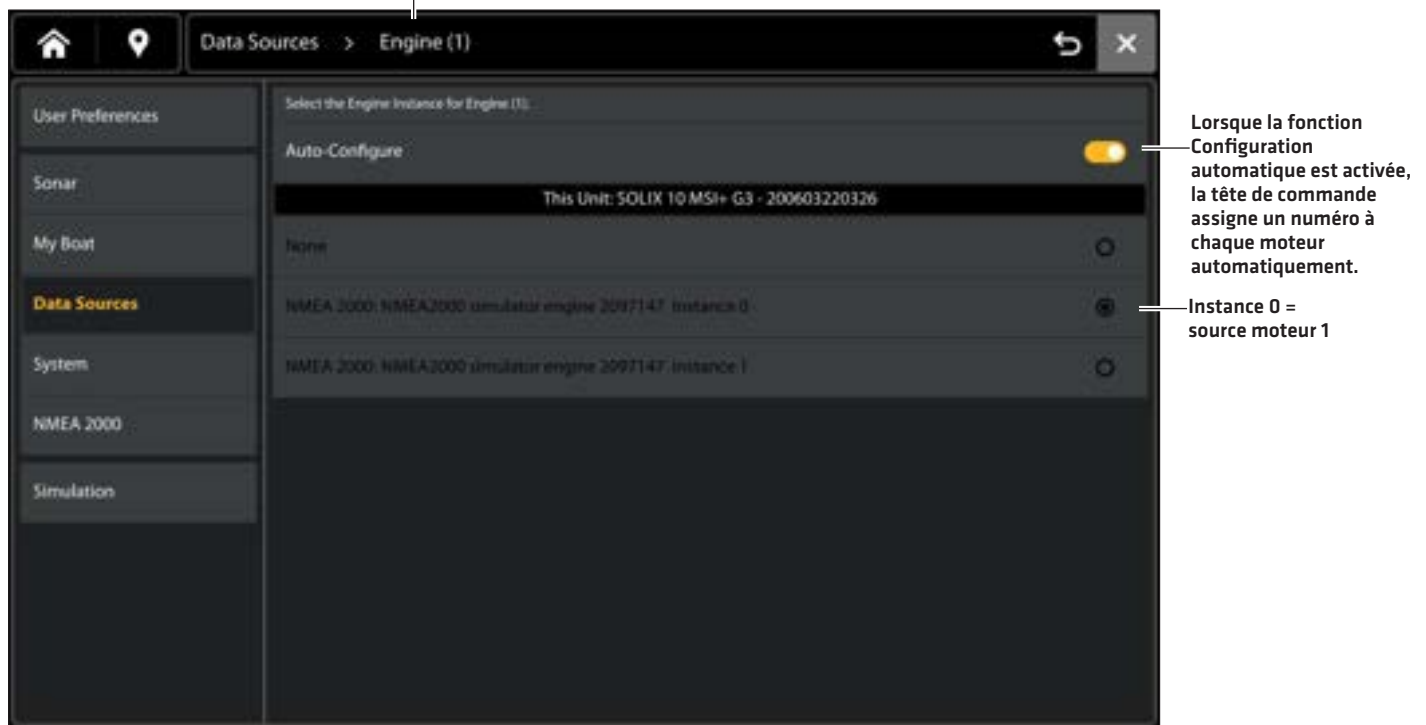 Data Sources > Engine (1)
User Preferences
Sonar
My Boat
Data Sources
System
NMEA 2000
Simulation
Select the Engine Instance for Engine (1).
Auto-Configure
This Unit: SOLIX 10 MSI+ G3 - 200603220326
None
NMEA 2000: NMEA2000 simulator engine 2097147: Instance 0
NMEA 2000: NMEA2000 simulator engine 2097147: Instance 1
Lorsque la fonction
Configuration
automatique est activée,
la tête de commande
assigne un numéro à
chaque moteur
automatiquement.
Instance 0 =
source moteur 1